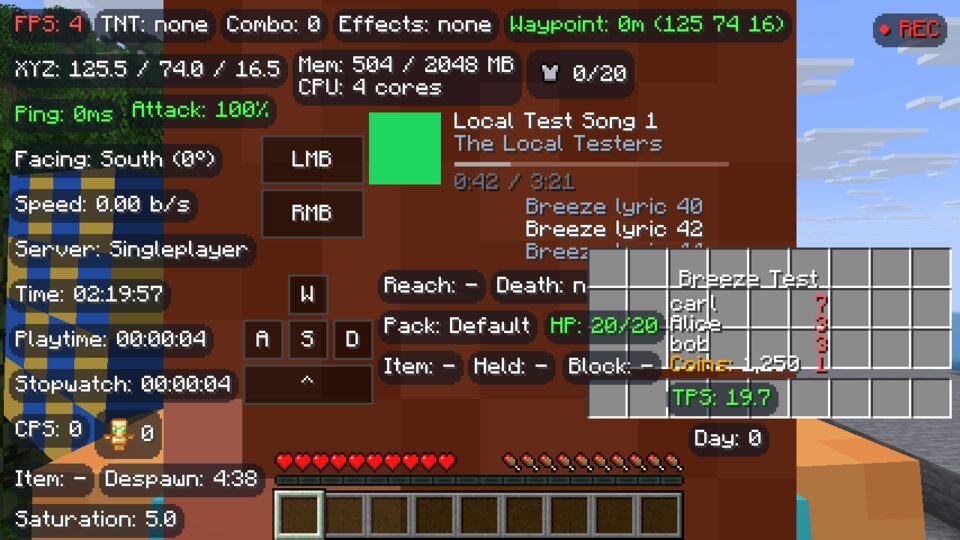 FPS: 4 TNT: none Combo: 0 Effects: none Waypoint: 0m (125 74 16)
REC
XYZ: 125.5 / 74.0 / 16.5
Mem: 504 / 2048 MB
CPU: 4 cores
0/20
Ping: 0ms Attack: 100%
Local Test Song 1
The Local Testers
0:42 / 3:21
Facing: South (0°)
LMB
Speed: 0.00 b/s
RMB
Breeze lyric 40
Breeze lyric 42
Server: Singleplayer
Breeze Test
Reach: - Death:
Time: 02:19:57
W
carl 7
Alice 3
Pack: Default HP: 20/20
bob 3
Playtime: 00:00:04
A S D
Item: - Held: - Block: -
Coins: 1,250 1
Stopwatch: 00:00:04
^
TPS: 19.7
CPS: 0
0
Day: 0
Item: - Despawn: 4:38
Saturation: 5.0